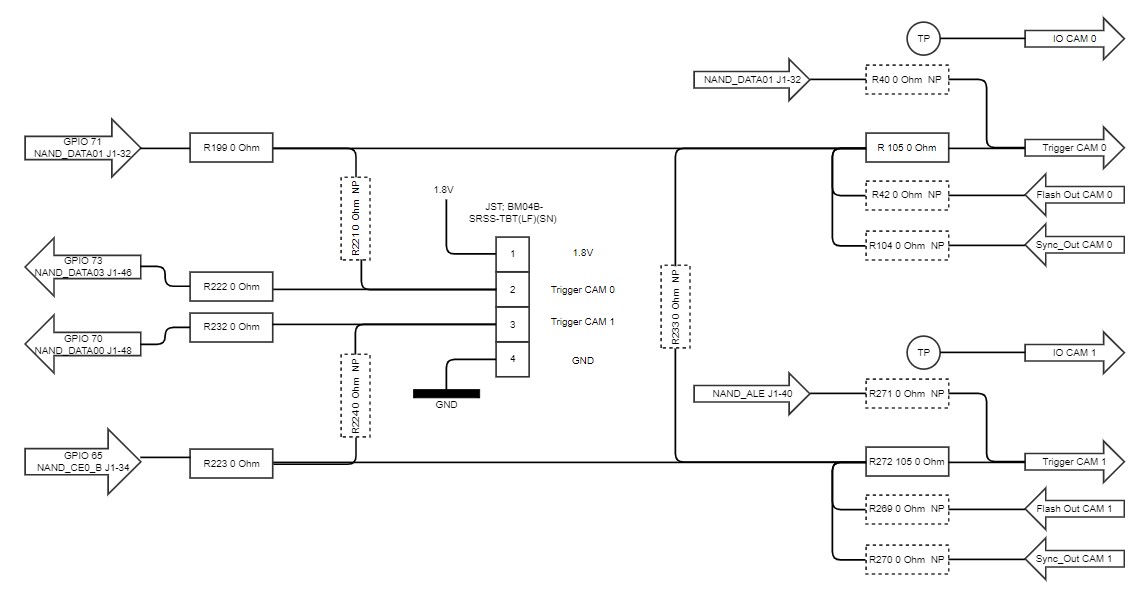 TP
IO CAM 0
NAND_DATA01 J1-32
R40 0 Ohm NP
GPIO 71
NAND_DATA01 J1-32
R199 0 Ohm
R 105 0 Ohm
Trigger CAM 0
R221 0 Ohm NP
1.8V
JST; BM04B-
SRSS-TBT(LF)(SN)
R42 0 Ohm NP
Flash Out CAM 0
R104 0 Ohm NP
Sync_Out CAM 0
1
1.8V
GPIO 73
NAND_DATA03 J1-46
R222 0 Ohm
2
Trigger CAM 0
R233 0 Ohm NP
GPIO 70
NAND_DATA00 J1-48
R232 0 Ohm
3
Trigger CAM 1
4
GND
GND
R224 0 Ohm NP
TP
IO CAM 1
NAND_ALE J1-40
R271 0 Ohm NP
GPIO 65
NAND_CE0_B J1-34
R223 0 Ohm
R272 105 0 Ohm
Trigger CAM 1
R269 0 Ohm NP
Flash Out CAM 1
R270 0 Ohm NP
Sync_Out CAM 1